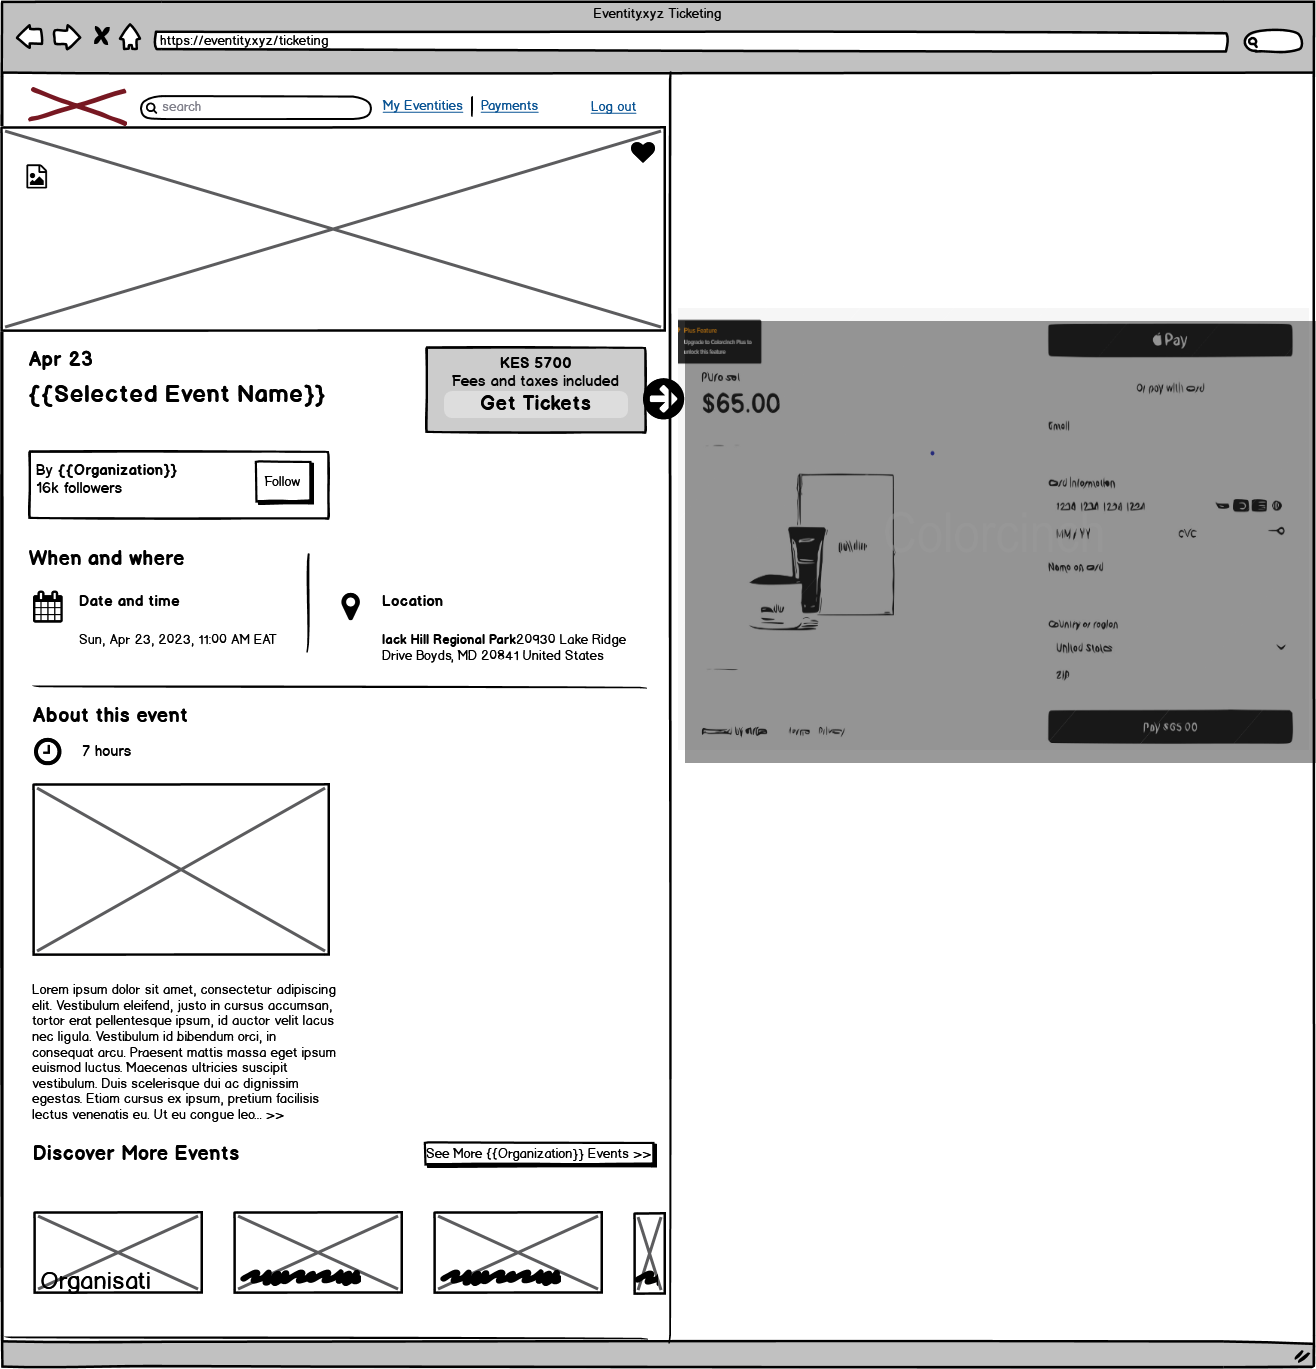 Eventity.xyz Ticketing
https://eventity.xyz/ticketing
search
My Eventities
Payments
Log out
Apr 23
{{Selected Event Name}}
KES 5700
Fees and taxes included
Get Tickets
By {{Organization}}
16k followers
Follow
When and where
Date and time
Sun, Apr 23, 2023, 11:00 AM EAT
Location
lack Hill Regional Park20930 Lake Ridge
Drive Boyds, MD 20841 United States
About this event
7 hours
Lorem ipsum dolor sit amet, consectetur adipiscing
elit. Vestibulum eleifend, justo in cursus accumsan,
tortor erat pellentesque ipsum, id auctor velit lacus
nec ligula. Vestibulum id bibendum orci, in
consequat arcu. Praesent mattis massa eget ipsum
euismod luctus. Maecenas ultricies suscipit
vestibulum. Duis scelerisque dui ac dignissim
egestas. Etiam cursus ex ipsum, pretium facilisis
lectus venenatis eu. Ut eu congue leo... >>
Discover More Events
See More {{Organization}} Events >>
Organisati
Plus Feature
Upgrade to Colorcinch Plus to
unlock this feature
$65.00
Pay
Or pay with card
Email
Card Information
1234 1234 1234 1234
MM / YY
CVC
Colorcinch
Name on card
Country or region
United States
ZIP
Pay $65.00
Privacy